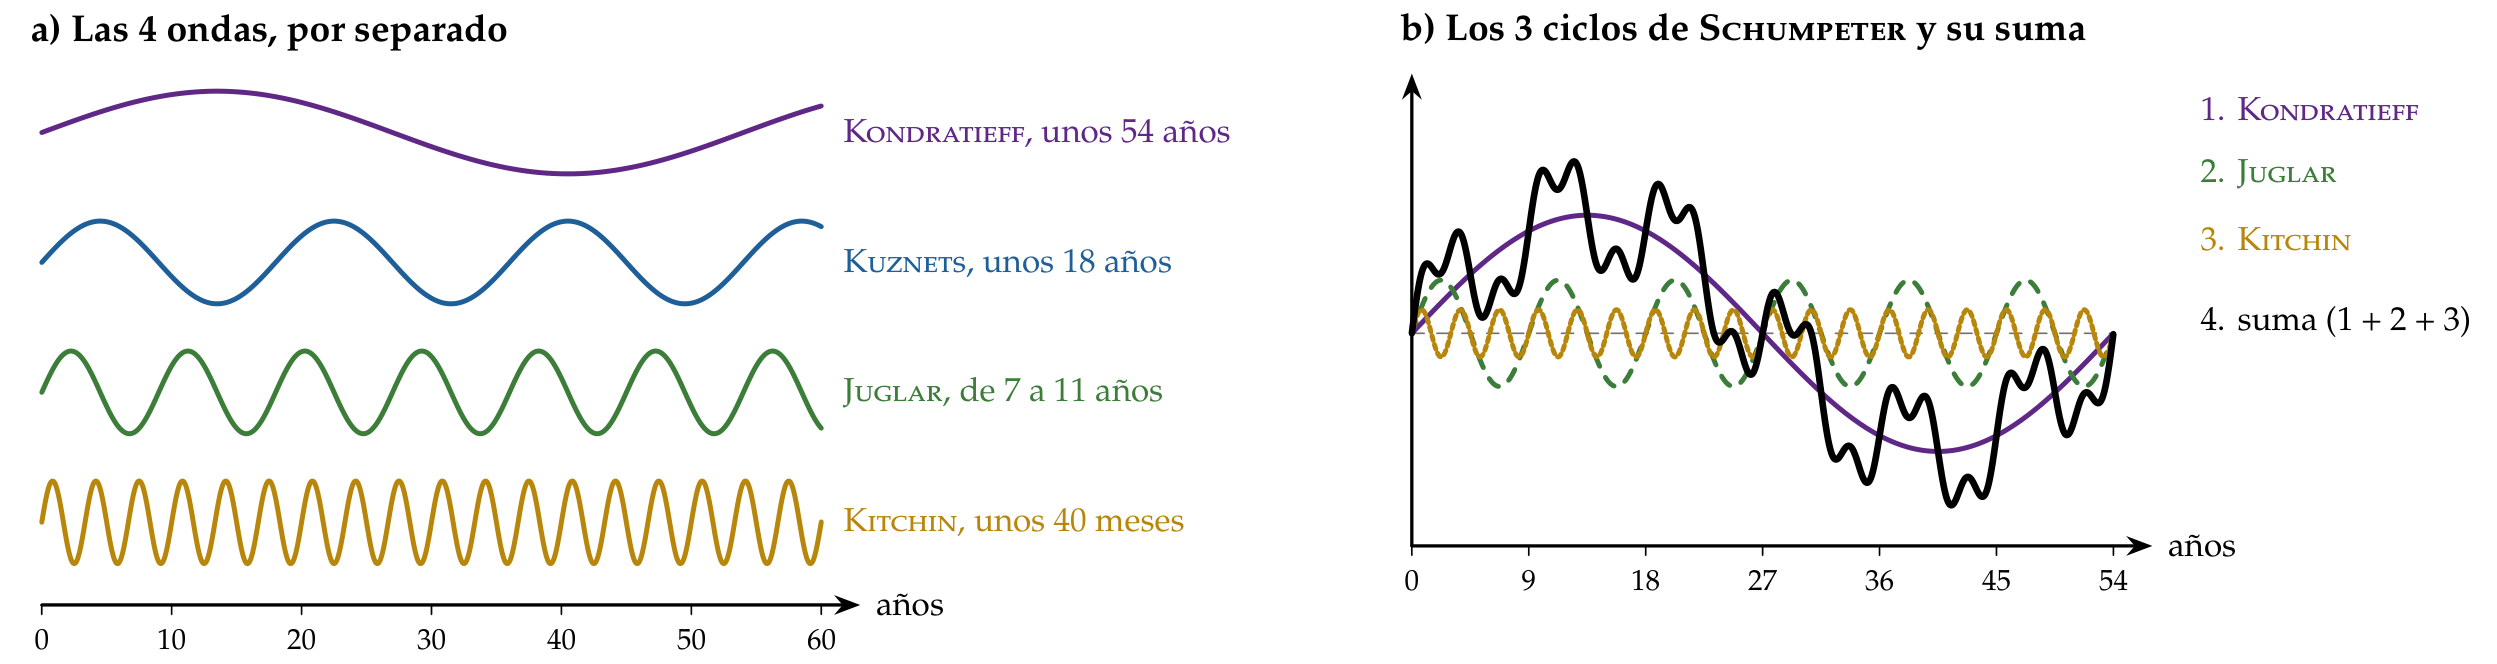 a) Las 4 ondas, por separado
Kondratieff, unos 54 años
Kuznets, unos 18 años
Juglar, de 7 a 11 años
Kitchin, unos 40 meses
años
0 10 20 30 40 50 60
b) Los 3 ciclos de Schumpeter y su suma
1. Kondratieff
2. Juglar
3. Kitchin
4. suma (1 + 2 + 3)
años
0 9 18 27 36 45 54